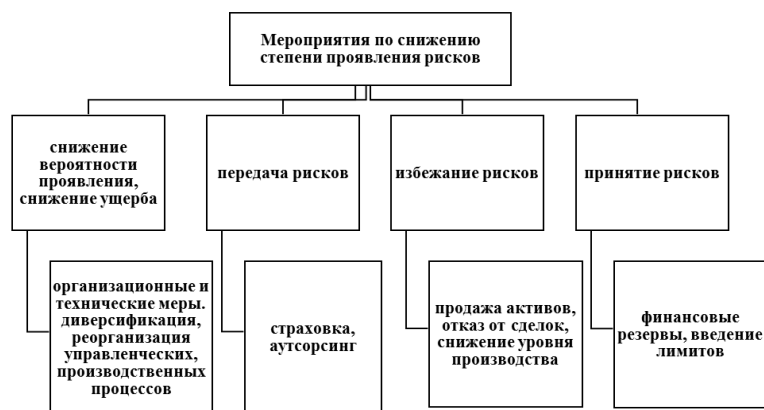 Мероприятия по снижению
степени проявления рисков
снижение
вероятности
проявления,
снижение ущерба
передача рисков
избежание рисков
принятие рисков
организационные и
технические меры.
диверсификация,
реорганизация
управленческих,
производственных
процессов
страховка,
аутсорсинг
продажа активов,
отказ от сделок,
снижение уровня
производства
финансовые
резервы, введение
лимитов